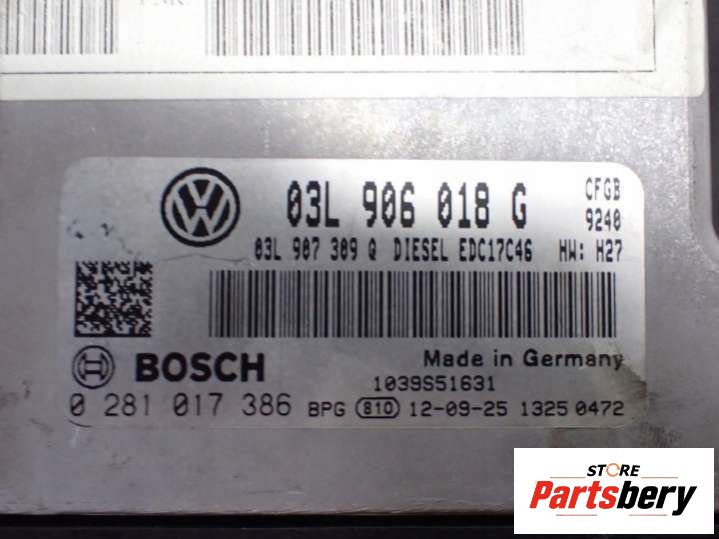 03L 906 018 G
CFGB
9240
03L 907 309 Q DIESEL EDC17C46 HW: H27
BOSCH
Made in Germany
1039S51631
0 281 017 386 BPG 810 12-09-25 1325 0472
STORE
Partsbery